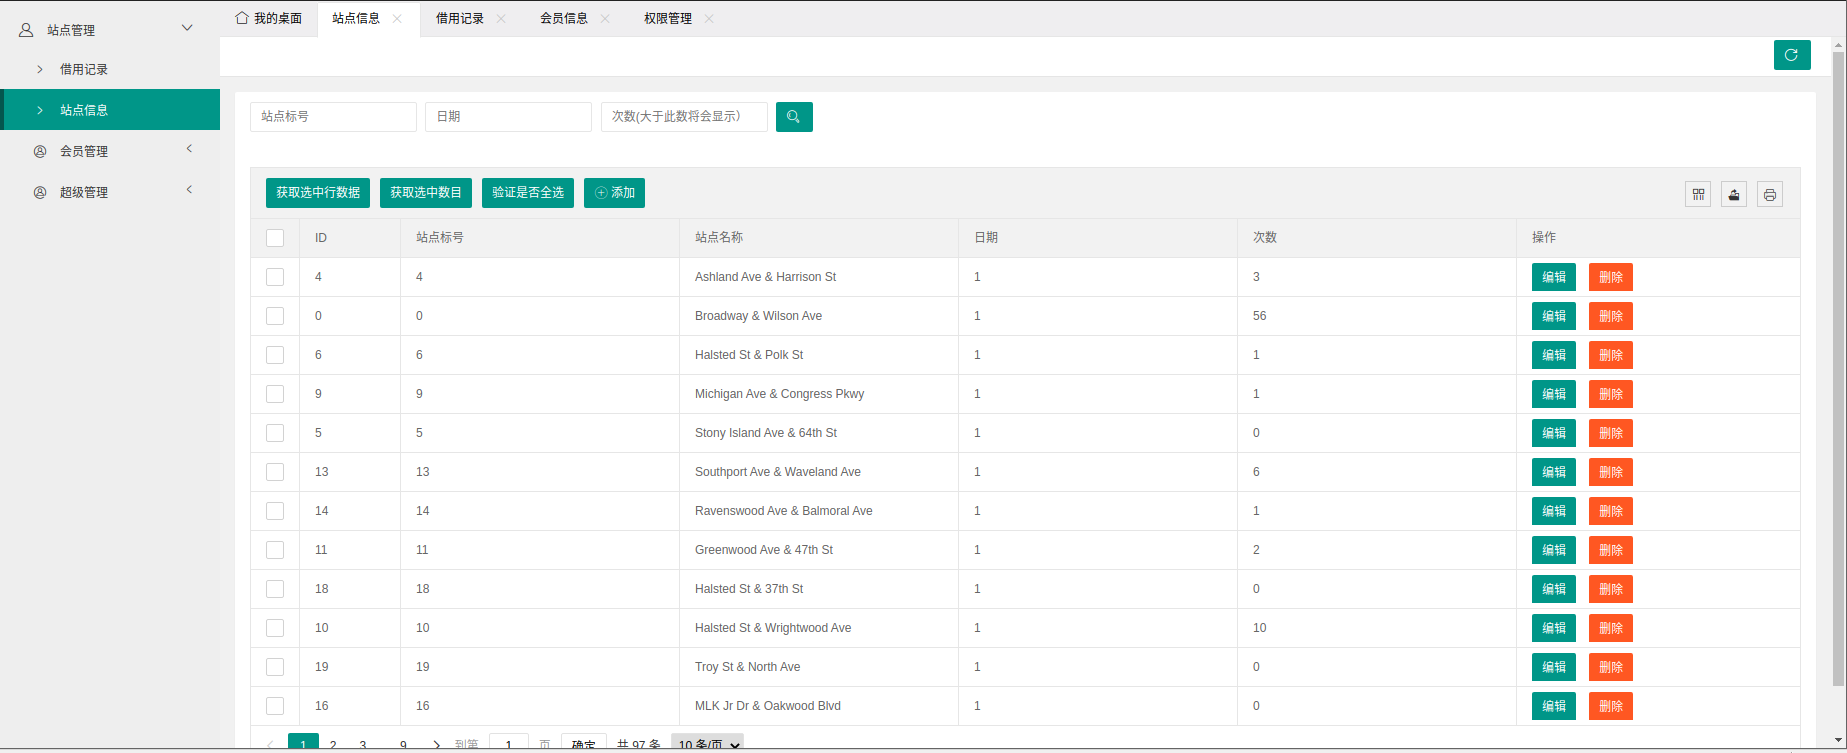 站点管理
借用记录
站点信息
会员管理
超级管理
我的桌面 站点信息 借用记录 会员信息 权限管理
站点标号 日期 次数(大于此数将会显示)
获取选中行数据 获取选中数目 验证是否全选 添加
ID 站点标号 站点名称 日期 次数 操作
4 4 Ashland Ave & Harrison St 1 3 编辑 删除
0 0 Broadway & Wilson Ave 1 56 编辑 删除
6 6 Halsted St & Polk St 1 1 编辑 删除
9 9 Michigan Ave & Congress Pkwy 1 1 编辑 删除
5 5 Stony Island Ave & 64th St 1 0 编辑 删除
13 13 Southport Ave & Waveland Ave 1 6 编辑 删除
14 14 Ravenswood Ave & Balmoral Ave 1 1 编辑 删除
11 11 Greenwood Ave & 47th St 1 2 编辑 删除
18 18 Halsted St & 37th St 1 0 编辑 删除
10 10 Halsted St & Wrightwood Ave 1 10 编辑 删除
19 19 Troy St & North Ave 1 0 编辑 删除
16 16 MLK Jr Dr & Oakwood Blvd 1 0 编辑 删除
1 2 3 9 到第 1 页 确定 共 97 条 10 条/页